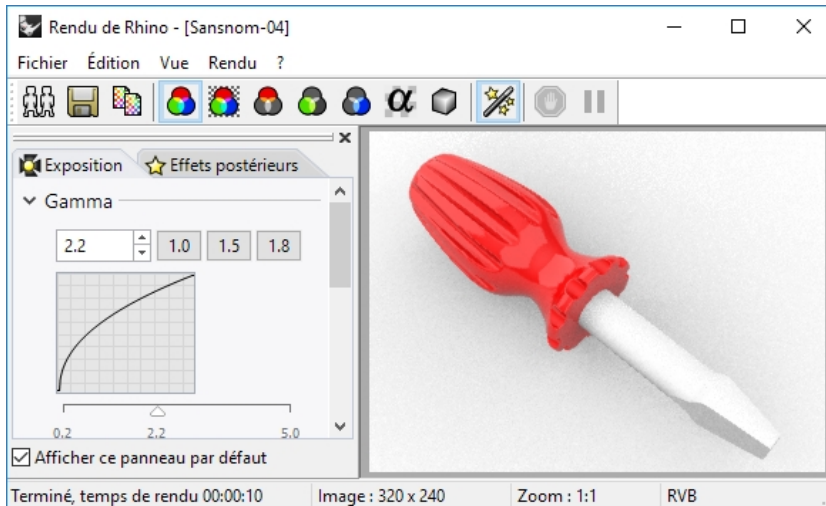 Rendu de Rhino - [Sansnom-04]
Fichier Édition Vue Rendu ?
α
Exposition Effets postérieurs
Gamma
2.2 1.0 1.5 1.8
0.2 2.2 5.0
Afficher ce panneau par défaut
Terminé, temps de rendu 00:00:10 Image : 320 x 240 Zoom : 1:1 RVB